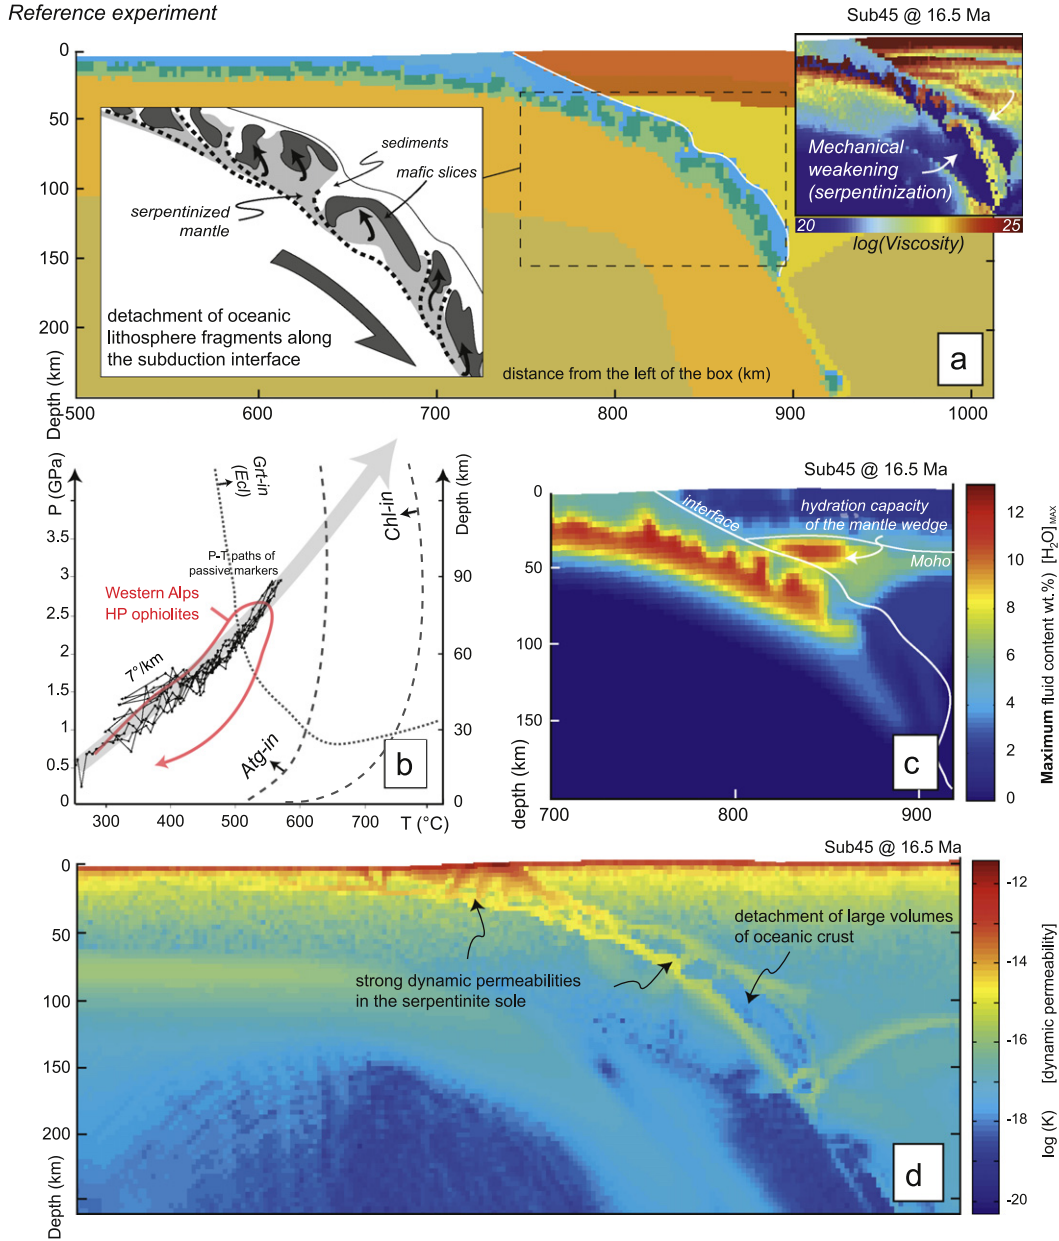 Reference experiment
Sub45 @ 16.5 Ma
0
50
100
150
200
Depth (km)
500
600
700
800
900
1000
distance from the left of the box (km)
sediments
mafic slices
serpentinized
mantle
detachment of oceanic
lithosphere fragments along
the subduction interface
Mechanical
weakening
(serpentinization)
20
25
log(Viscosity)
a
P (GPa)
3.5
3
2.5
2
1.5
1
0.5
0
Depth (km)
90
60
30
0
300
400
500
600
700
T (°C)
Grt-in
(Ecl)
Chl-in
P-T paths of
passive markers
Western Alps
HP ophiolites
7°/km
Atg-in
b
Sub45 @ 16.5 Ma
0
50
100
150
depth (km)
700
800
900
interface
hydration capacity
of the mantle wedge
Moho
c
12
10
8
6
4
2
0
Maximum fluid content wt.%) [H₂O]MAX
Sub45 @ 16.5 Ma
0
50
100
150
200
Depth (km)
strong dynamic permeabilities
in the serpentinite sole
detachment of large volumes
of oceanic crust
d
-12
-14
-16
-18
-20
log (K) [dynamic permeability]